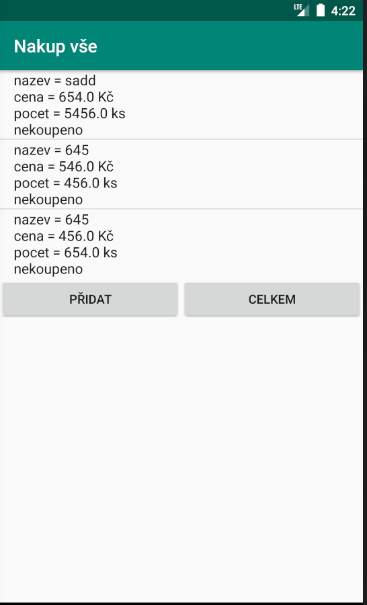 LTE 4:22
Nakup vše
nazev = sadd
cena = 654.0 Kč
pocet = 5456.0 ks
nekoupeno
nazev = 645
cena = 546.0 Kč
pocet = 456.0 ks
nekoupeno
nazev = 645
cena = 456.0 Kč
pocet = 654.0 ks
nekoupeno
PŘIDAT CELKEM